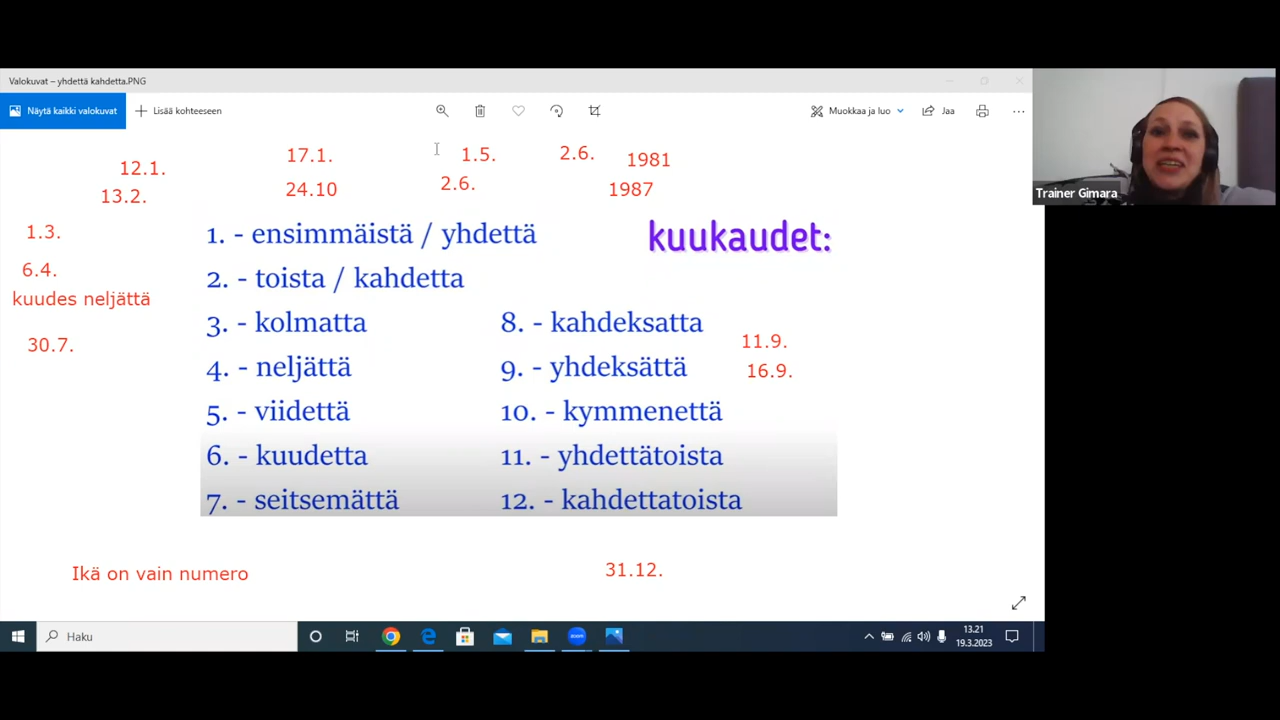 Valokuvat – yhdettä kahdetta.PNG
Näytä kaikki valokuvat
Lisää kohteeseen
Muokkaa ja luo
Jaa
Trainer Gimara
12.1.
17.1.
1.5.
2.6.
1981
13.2.
24.10
2.6.
1987
1.3.
1. - ensimmäistä / yhdettä
kuukaudet:
6.4.
2. - toista / kahdetta
kuudes neljättä
3. - kolmatta
8. - kahdeksatta
30.7.
11.9.
4. - neljättä
9. - yhdeksättä
16.9.
5. - viidettä
10. - kymmenettä
6. - kuudetta
11. - yhdettätoista
7. - seitsemättä
12. - kahdettatoista
Ikä on vain numero
31.12.
Haku
zoom
13.21
19.3.2023